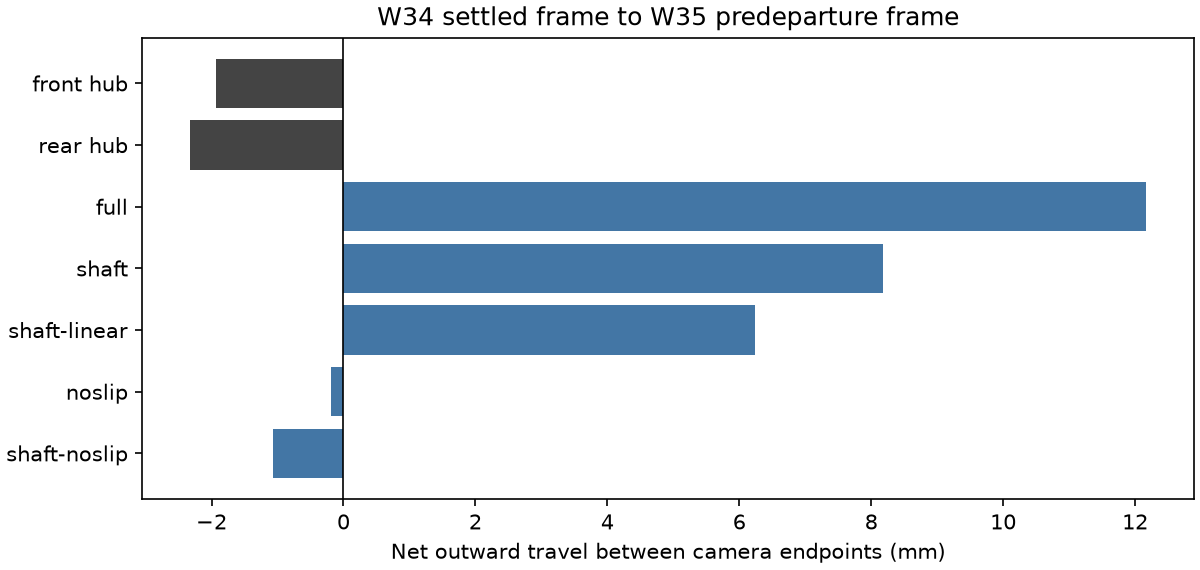 W34 settled frame to W35 predeparture frame
front hub
rear hub
full
shaft
shaft-linear
noslip
shaft-noslip
−2 0 2 4 6 8 10 12
Net outward travel between camera endpoints (mm)